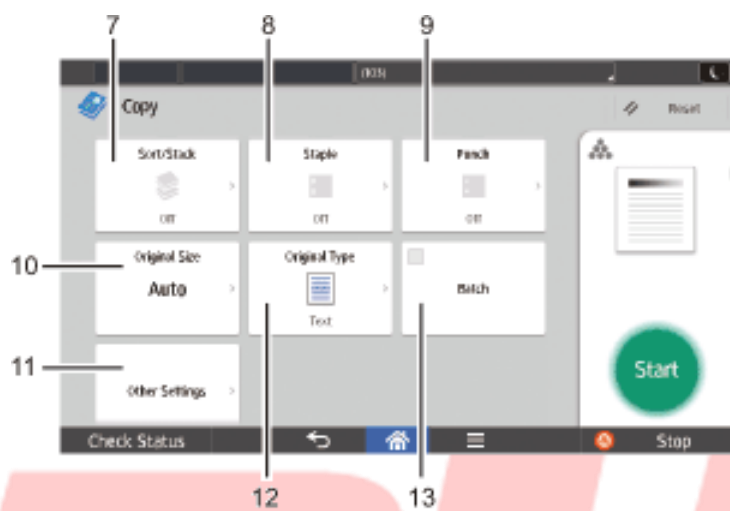 7 8 9
Copy
Reset
Sort/Stack Staple Punch
Off Off Off
10
Original Size Original Type
Auto Batch
Text
11
Other Settings
Start
Check Status Stop
12 13